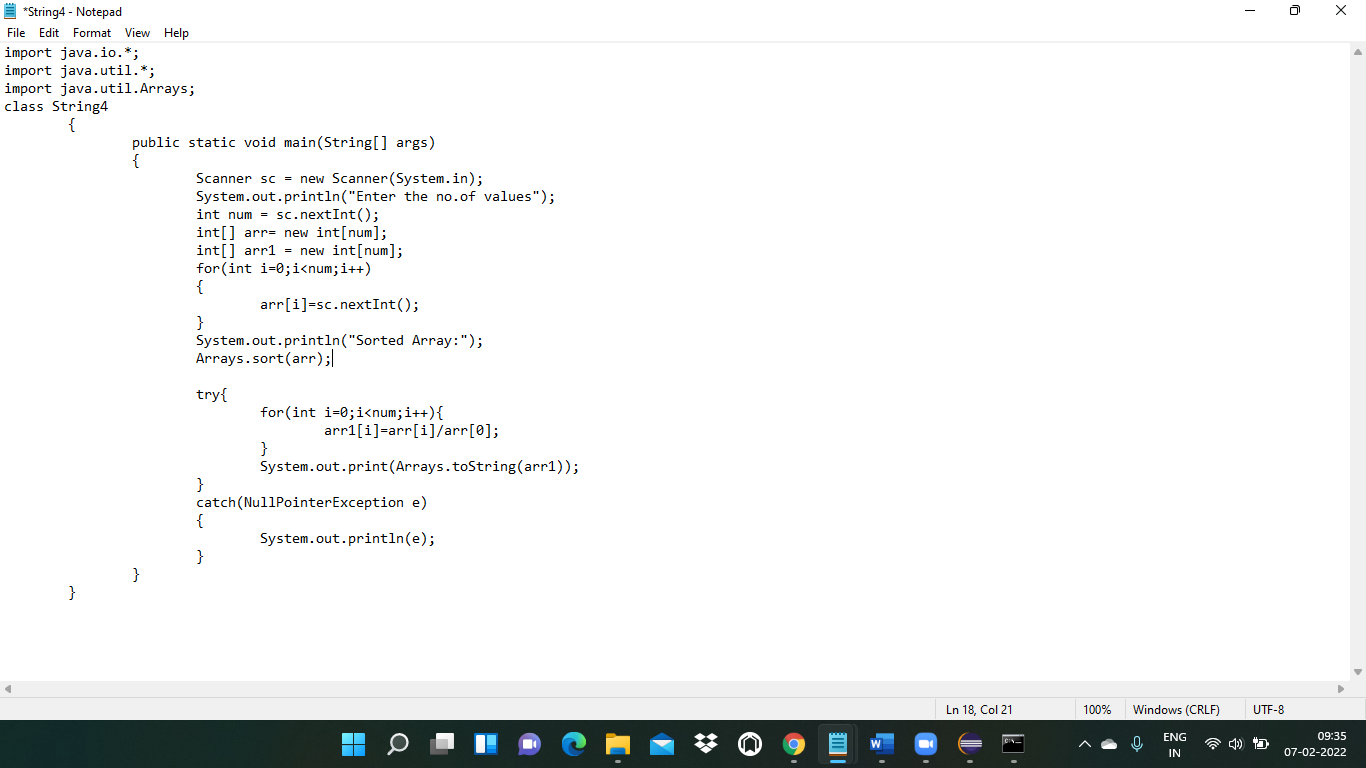 *String4 - Notepad
File Edit Format View Help
import java.io.*;
import java.util.*;
import java.util.Arrays;
class String4
{
public static void main(String[] args)
{
Scanner sc = new Scanner(System.in);
System.out.println("Enter the no.of values");
int num = sc.nextInt();
int[] arr= new int[num];
int[] arr1 = new int[num];
for(int i=0;i<num;i++)
{
arr[i]=sc.nextInt();
}
System.out.println("Sorted Array:");
Arrays.sort(arr);
try{
for(int i=0;i<num;i++){
arr1[i]=arr[i]/arr[0];
}
System.out.print(Arrays.toString(arr1));
}
catch(NullPointerException e)
{
System.out.println(e);
}
}
}
Ln 18, Col 21 100% Windows (CRLF) UTF-8
ENG 09:35
IN 07-02-2022